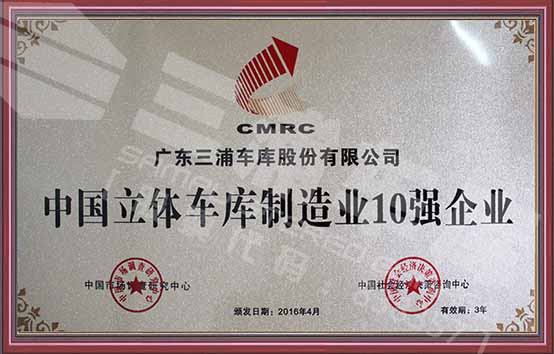 CMRC
广东三浦车库股份有限公司
中国立体车库制造业10强企业
中国市场调查研究中心
中国社会经济决策咨询中心
颁发日期：2016年4月
有效期：3年